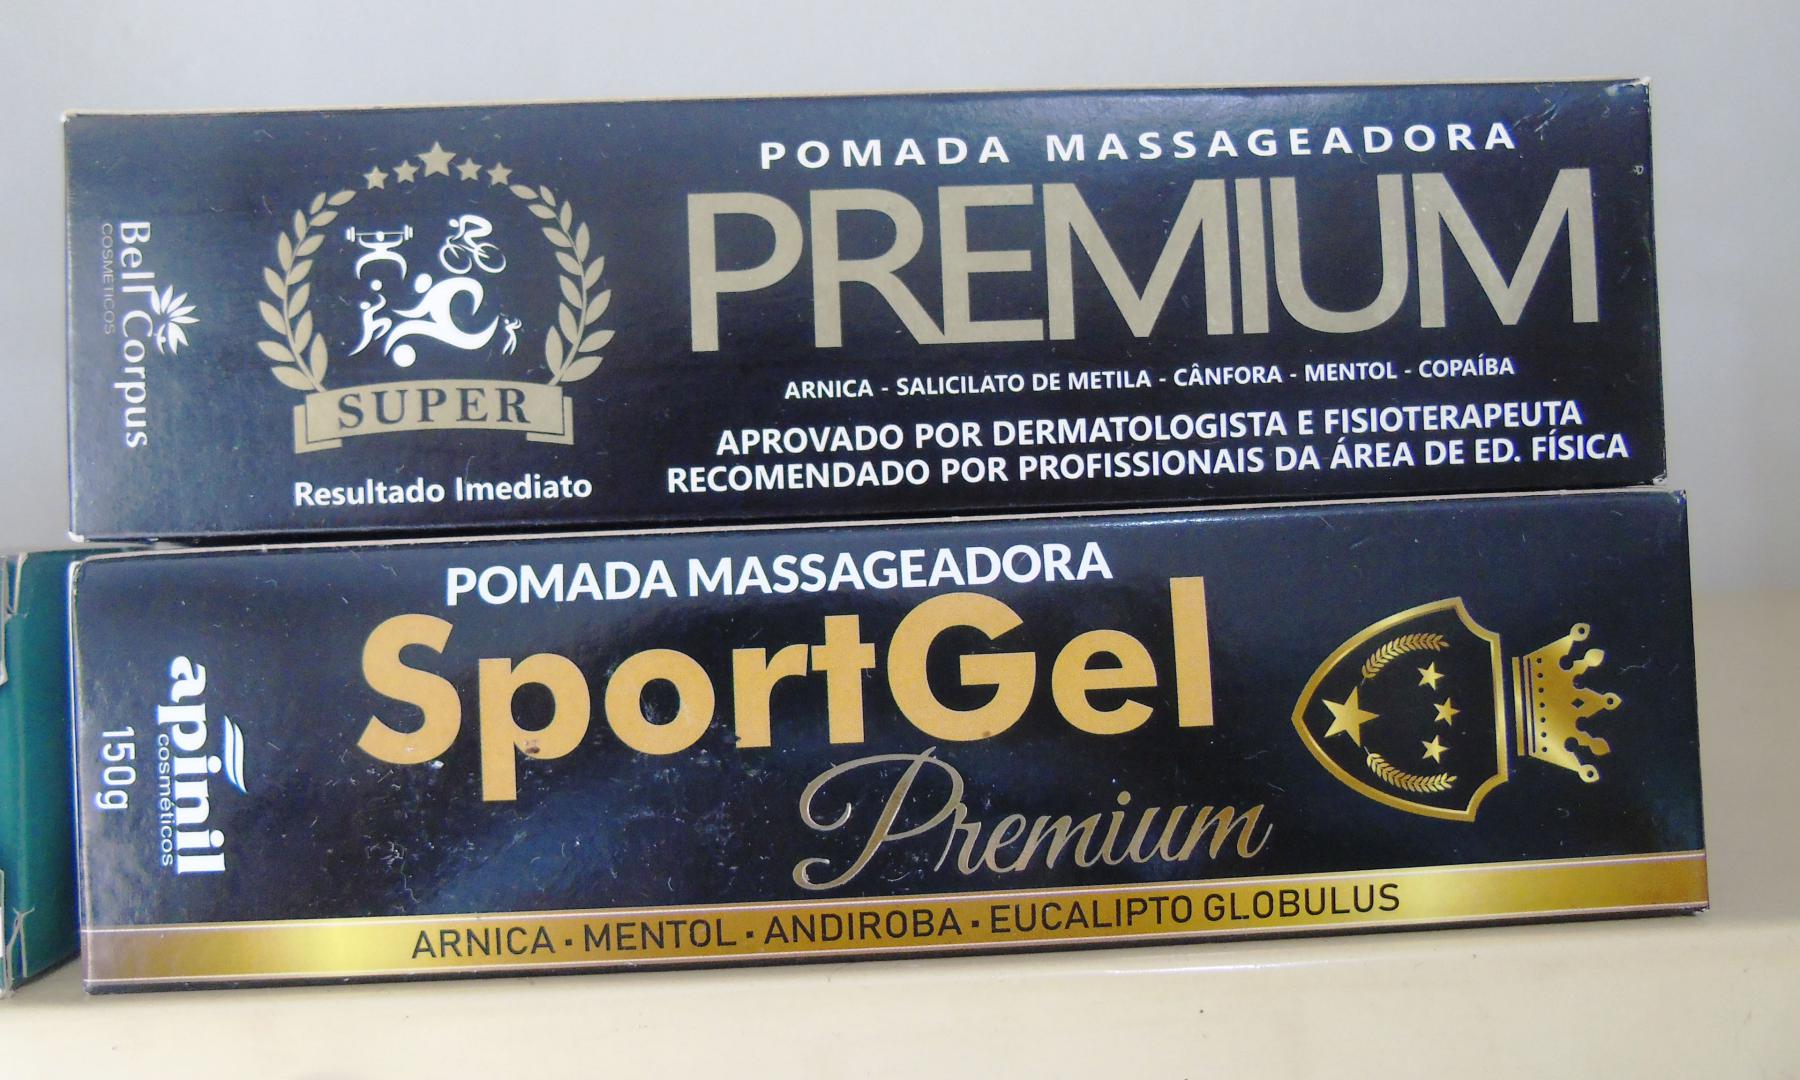 Bell Corpus
COSMÉTICOS
SUPER
Resultado Imediato
POMADA MASSAGEADORA
PREMIUM
ARNICA - SALICILATO DE METILA - CÂNFORA - MENTOL - COPAÍBA
APROVADO POR DERMATOLOGISTA E FISIOTERAPEUTA
RECOMENDADO POR PROFISSIONAIS DA ÁREA DE ED. FÍSICA
apinil
cosméticos
150g
POMADA MASSAGEADORA
SportGel
Premium
ARNICA · MENTOL · ANDIROBA · EUCALIPTO GLOBULUS